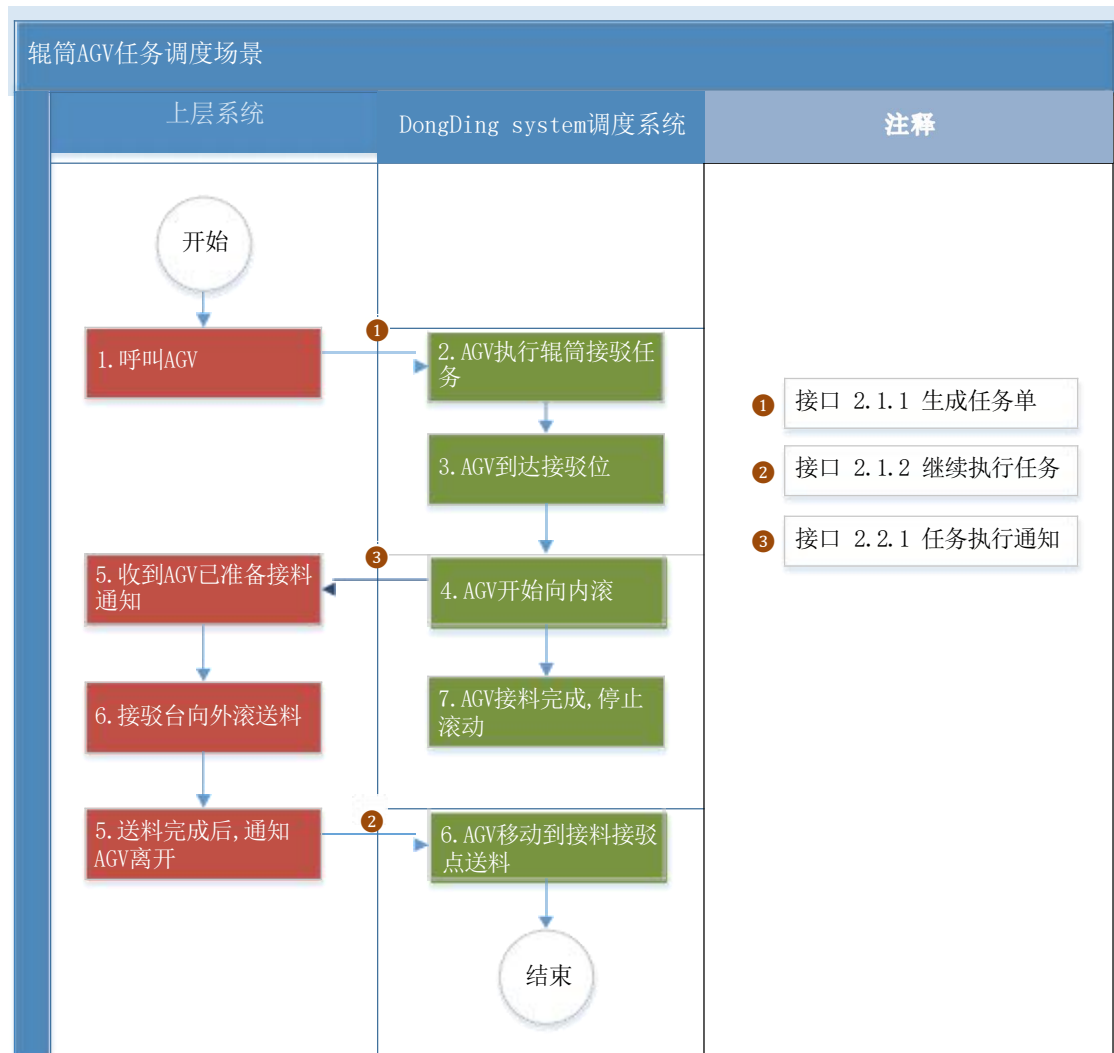 辊筒AGV任务调度场景
上层系统
DongDing system调度系统
注释
开始
1
1.呼叫AGV
2.AGV执行辊筒接驳任
务
1
接口 2.1.1 生成任务单
3.AGV到达接驳位
2
接口 2.1.2 继续执行任务
3
接口 2.2.1 任务执行通知
3
5.收到AGV已准备接料
通知
4.AGV开始向内滚
6.接驳台向外滚送料
7.AGV接料完成,停止
滚动
2
5.送料完成后,通知
AGV离开
6.AGV移动到接料接驳
点送料
结束